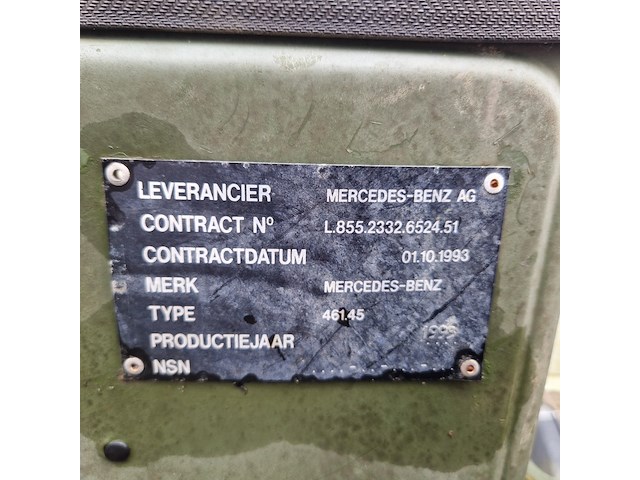 LEVERANCIER MERCEDES-BENZ AG
CONTRACT Nº L.855.2332.6524.51
CONTRACTDATUM 01.10.1993
MERK MERCEDES-BENZ
TYPE 461.45
PRODUCTIEJAAR
NSN